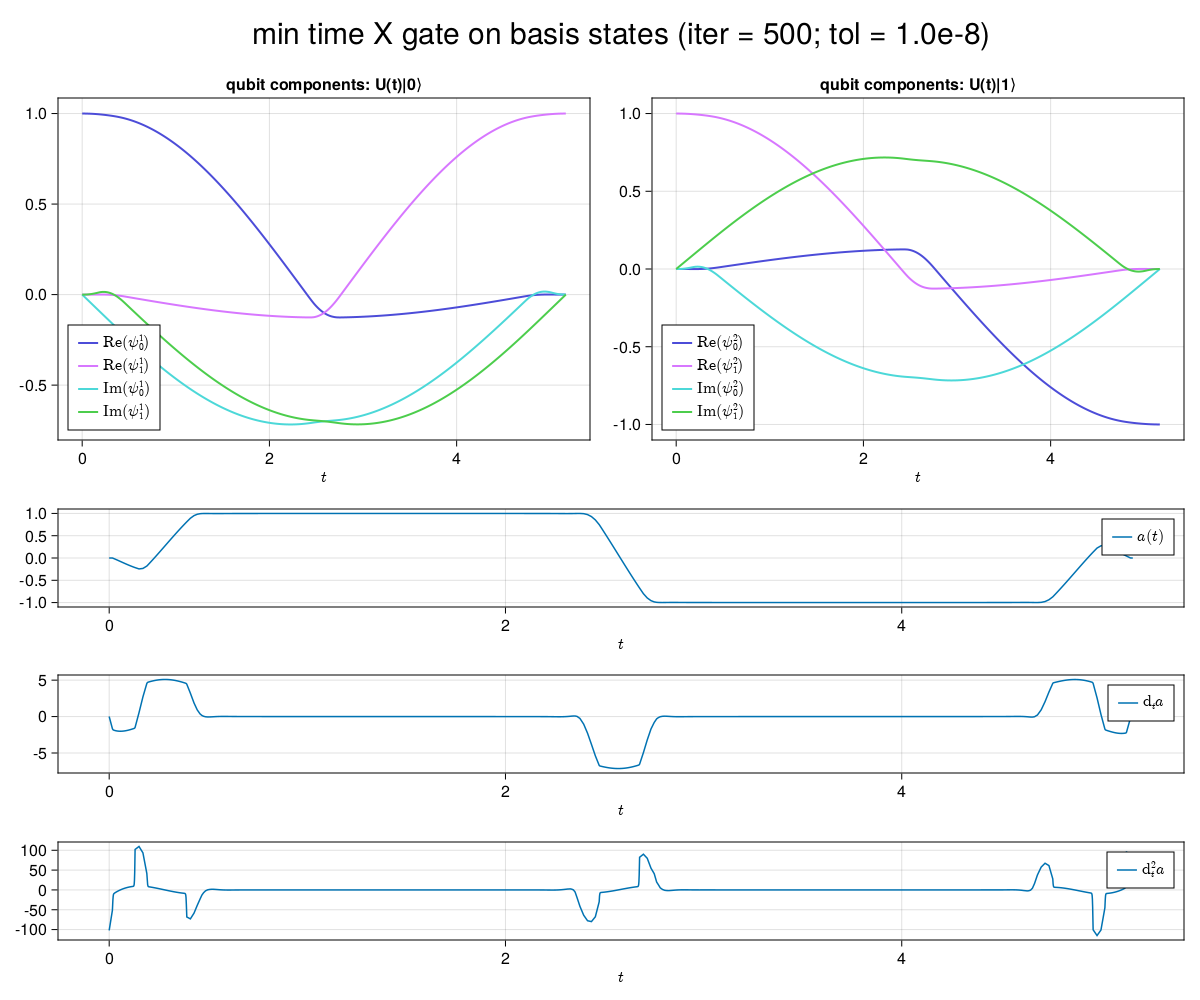 min time X gate on basis states (iter = 500; tol = 1.0e-8)
qubit components: U(t)|0⟩
1.0
0.5
0.0
-0.5
Re(ψ₀¹)
Re(ψ₁¹)
Im(ψ₀¹)
Im(ψ₁¹)
0 2 4
t
qubit components: U(t)|1⟩
1.0
0.5
0.0
-0.5
-1.0
Re(ψ₀²)
Re(ψ₁²)
Im(ψ₀²)
Im(ψ₁²)
0 2 4
t
1.0
0.5
0.0
-0.5
-1.0
a(t)
0 2 4
t
5
0
-5
dₜa
0 2 4
t
100
50
0
-50
-100
dₜ²a
0 2 4
t